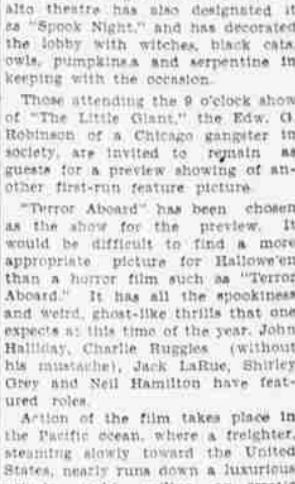 alto theatre has also designated it
as "Spook Night," and has decorated
the lobby with witches, black cats,
owls, pumpkins and serpentine in
keeping with the occasion.
Those attending the 9 o'clock show
of "The Little Giant," the Edw. G.
Robinson of a Chicago gangster in
society, are invited to remain as
guests for a preview showing of an-
other first-run feature picture.
"Terror Aboard" has been chosen
as the show for the preview. It
would be difficult to find a more
appropriate picture for Hallowe'en
than a horror film such as "Terror
Aboard." It has all the spookiness
and weird, ghost-like thrills that one
expects at this time of the year. John
Halliday, Charlie Ruggles (without
his mustache), Jack LaRue, Shirley
Grey and Neil Hamilton have feat-
ured roles.
Action of the film takes place in
the Pacific ocean, where a freighter,
steaming slowly toward the United
States, nearly runs down a luxurious